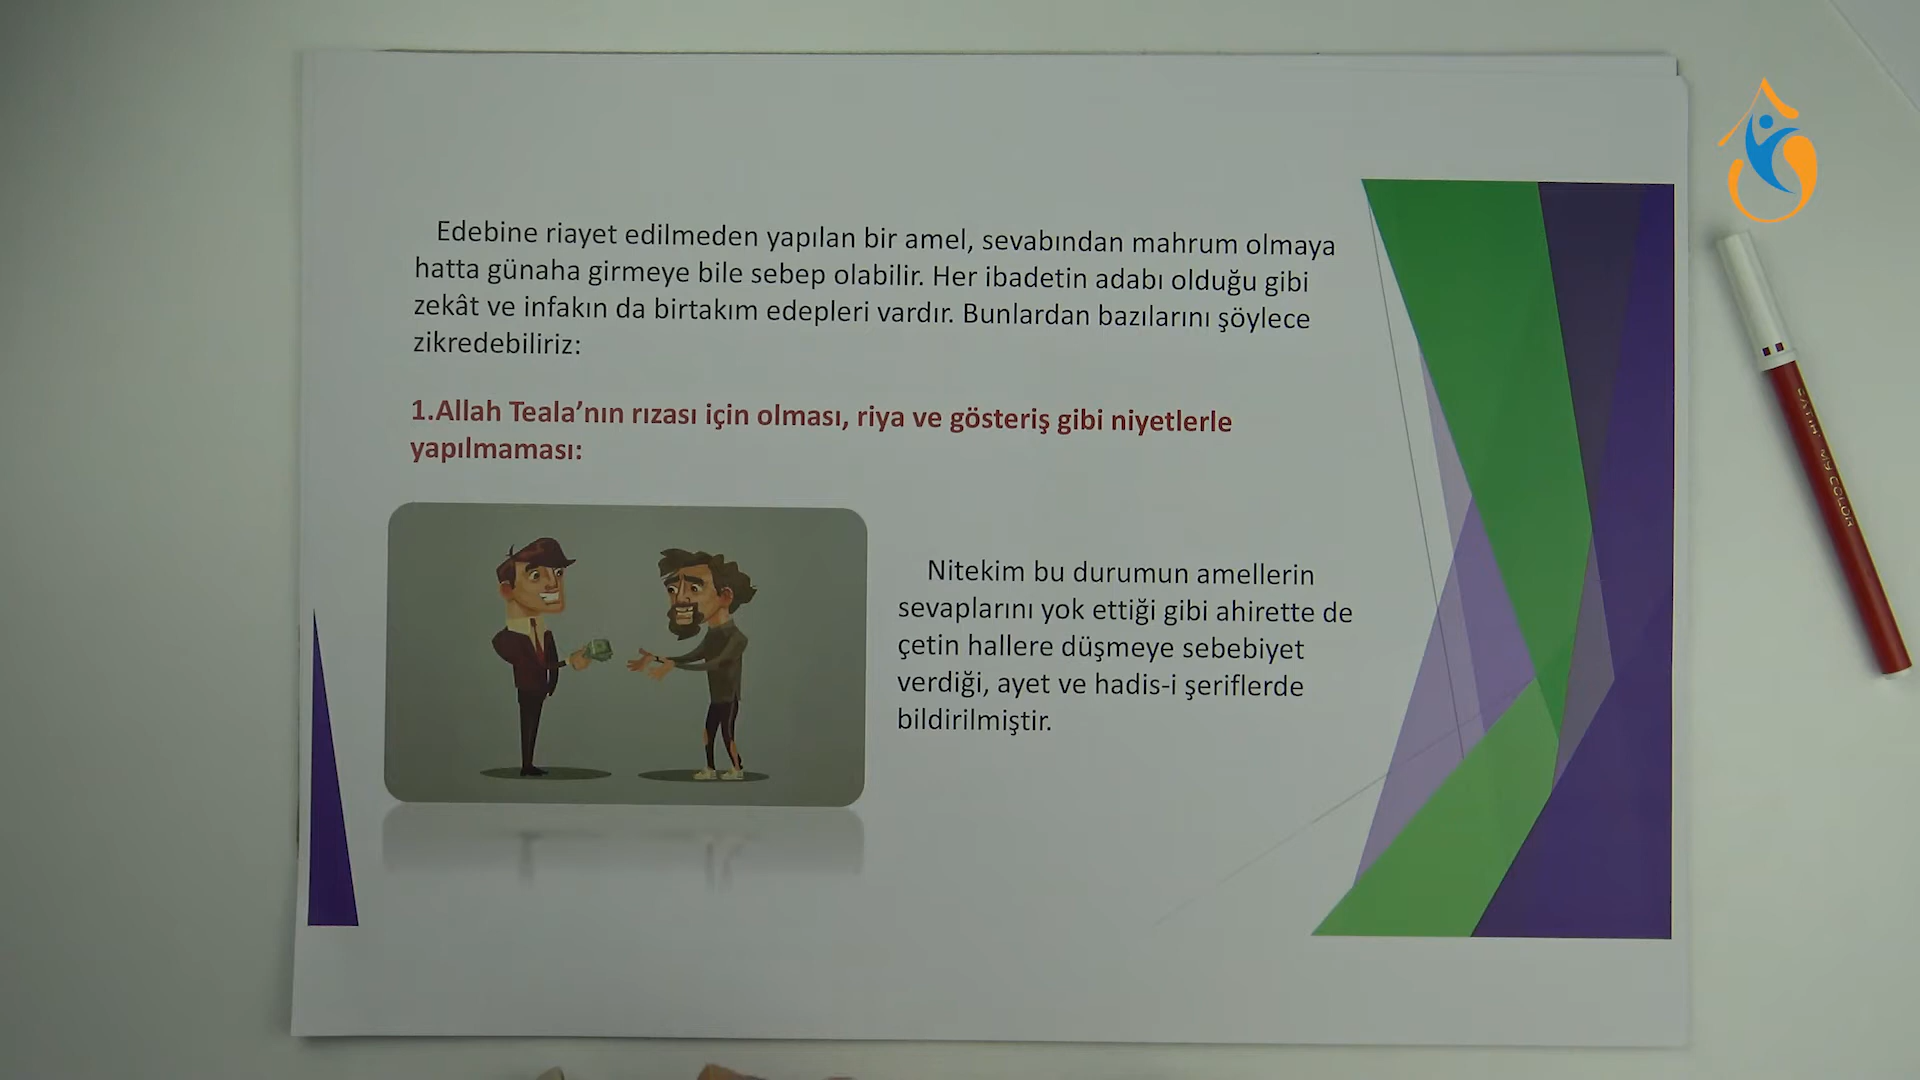 Edebine riayet edilmeden yapılan bir amel, sevabından mahrum olmaya
hatta günaha girmeye bile sebep olabilir. Her ibadetin adabı olduğu gibi
zekât ve infakın da birtakım edepleri vardır. Bunlardan bazılarını şöylece
zikredebiliriz:
1.Allah Teala’nın rızası için olması, riya ve gösteriş gibi niyetlerle
yapılmaması:
Nitekim bu durumun amellerin
sevaplarını yok ettiği gibi ahirette de
çetin hallere düşmeye sebebiyet
verdiği, ayet ve hadis-i şeriflerde
bildirilmiştir.
MY COLOR